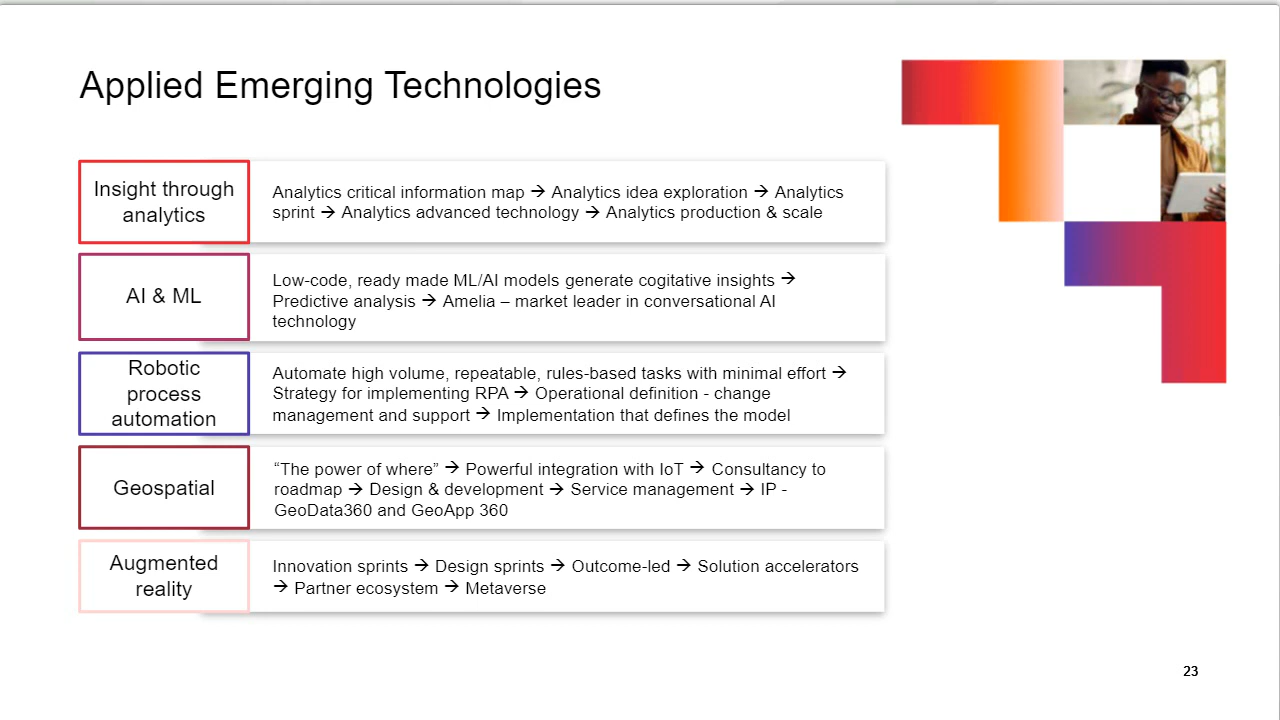 Applied Emerging Technologies
Insight through
analytics
Analytics critical information map → Analytics idea exploration → Analytics
sprint → Analytics advanced technology → Analytics production & scale
AI & ML
Low-code, ready made ML/AI models generate cogitative insights →
Predictive analysis → Amelia – market leader in conversational AI
technology
Robotic
process
automation
Automate high volume, repeatable, rules-based tasks with minimal effort →
Strategy for implementing RPA → Operational definition - change
management and support → Implementation that defines the model
Geospatial
“The power of where” → Powerful integration with IoT → Consultancy to
roadmap → Design & development → Service management → IP -
GeoData360 and GeoApp 360
Augmented
reality
Innovation sprints → Design sprints → Outcome-led → Solution accelerators
→ Partner ecosystem → Metaverse
23